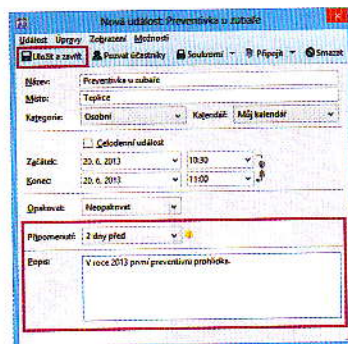 Nová událost: Preventivka u zubaře
Událost Úpravy Zobrazení Možnosti
Uložit a zavřít Pozvat účastníky Soukromí Připojit Smazat
Název: Preventivka u zubaře
Místo: Teplice
Kategorie: Osobní Kalendář: Můj kalendář
Celodenní událost
Začátek: 20. 6. 2013 10:30
Konec: 20. 6. 2013 11:00
Opakovat: Neopakovat
Připomenutí: 2 dny před
Popis: V roce 2013 první preventivní prohlídka.